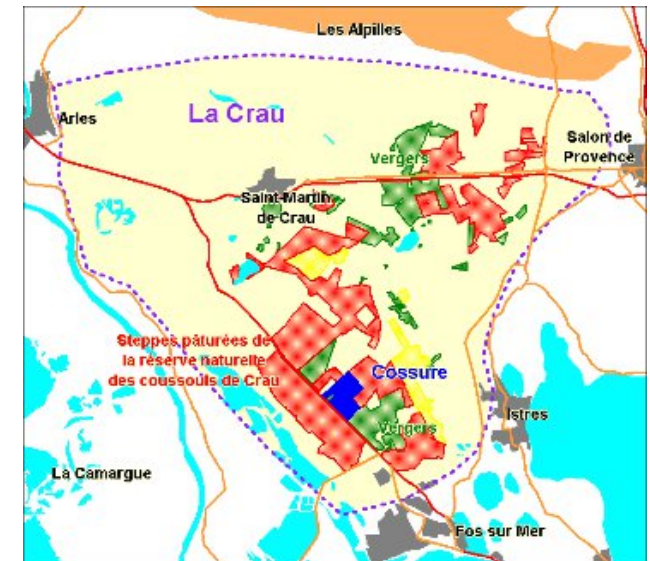 Les Alpilles
Arles
La Crau
Vergers
Salon de
Provence
Saint-Martin
de Crau
Steppes pâturées de
la réserve naturelle
des coussouls de Crau
Cossure
Vergers
Istres
La Camargue
Fos sur Mer